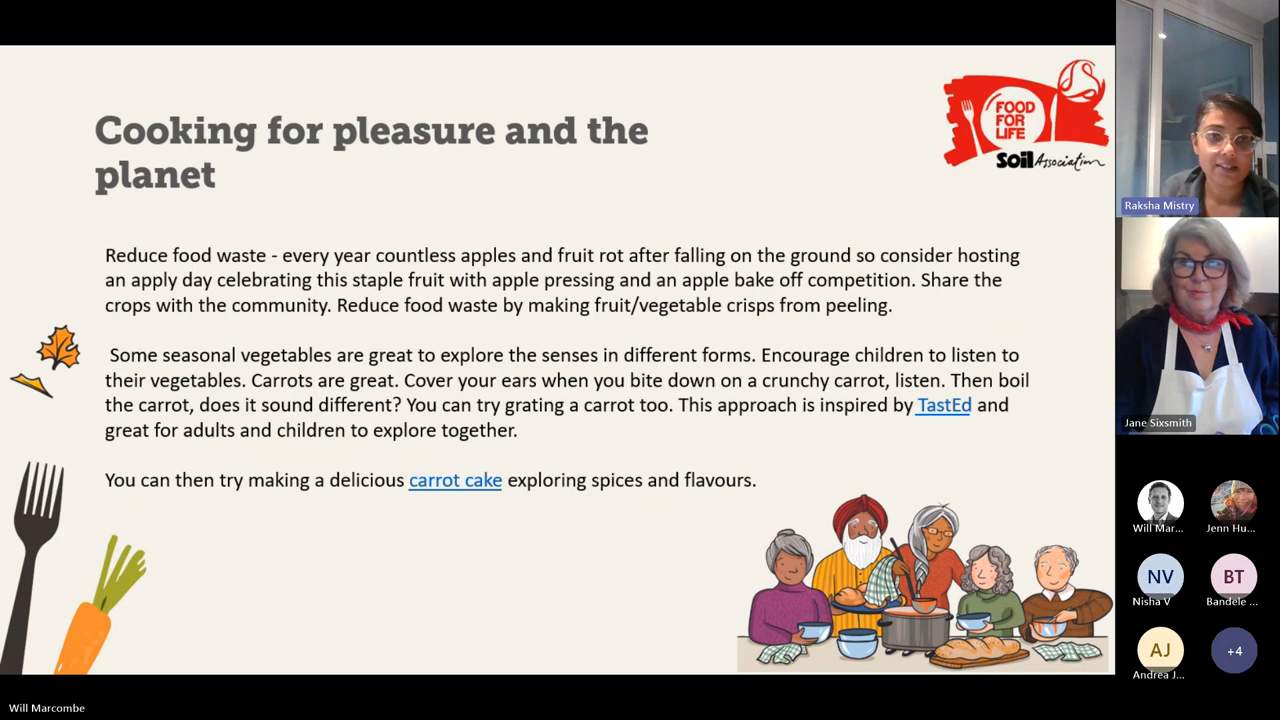 Cooking for pleasure and the
planet
FOOD
FOR
LIFE
Soil Association
Reduce food waste - every year countless apples and fruit rot after falling on the ground so consider hosting
an apply day celebrating this staple fruit with apple pressing and an apple bake off competition. Share the
crops with the community. Reduce food waste by making fruit/vegetable crisps from peeling.
Some seasonal vegetables are great to explore the senses in different forms. Encourage children to listen to
their vegetables. Carrots are great. Cover your ears when you bite down on a crunchy carrot, listen. Then boil
the carrot, does it sound different? You can try grating a carrot too. This approach is inspired by TastEd and
great for adults and children to explore together.
You can then try making a delicious carrot cake exploring spices and flavours.
Raksha Mistry
Jane Sixsmith
Will Mar...
Jenn Hu...
NV
Nisha V
BT
Bandele ...
AJ
Andrea J...
+4
Will Marcombe